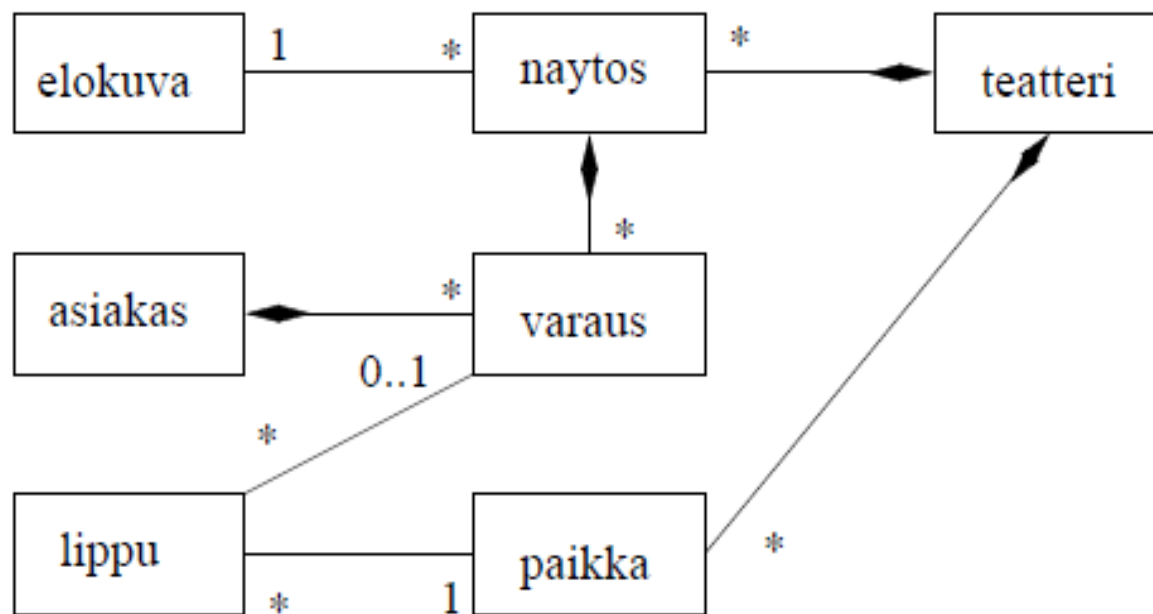 elokuva 1 * naytos * teatteri
*
asiakas * varaus
0..1
*
lippu * 1 paikka *